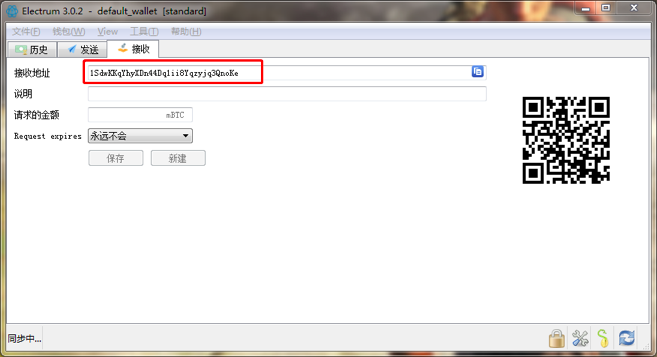 Electrum 3.0.2 - default_wallet [standard]
文件(F) 钱包(W) View 工具(T) 帮助(H)
历史 发送 接收
接收地址 1SdwKKqYhyXDn44Dq1ii8Yqzyjq3QnoKe
说明
请求的金额 mBTC
Request expires 永远不会
保存 新建
同步中...